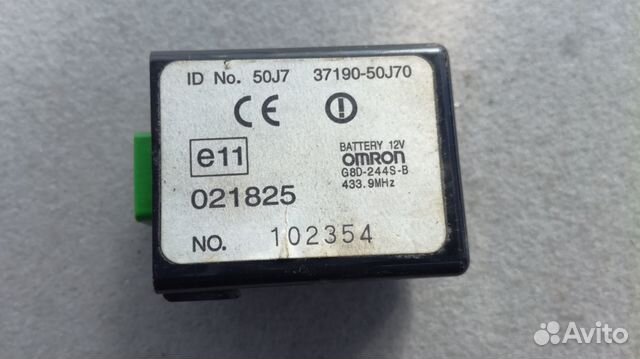 ID No. 50J7 37190-50J70
CE
e11
BATTERY 12V
OMRON
G8D-244S-B
433.9MHz
021825
NO. 102354
Avito